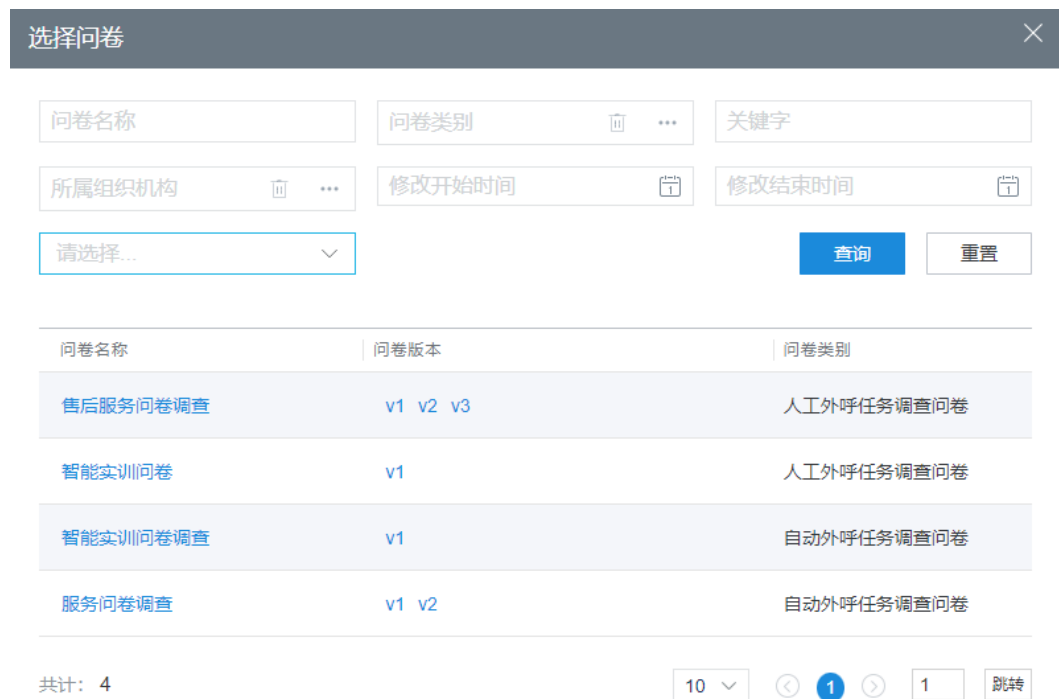 选择问卷
问卷名称 问卷类别 关键字
所属组织机构 修改开始时间 修改结束时间
请选择... 查询 重置
问卷名称 问卷版本 问卷类别
售后服务问卷调查 v1 v2 v3 人工外呼任务调查问卷
智能实训问卷 v1 人工外呼任务调查问卷
智能实训问卷调查 v1 自动外呼任务调查问卷
服务问卷调查 v1 v2 自动外呼任务调查问卷
共计: 4 10 1 1 跳转